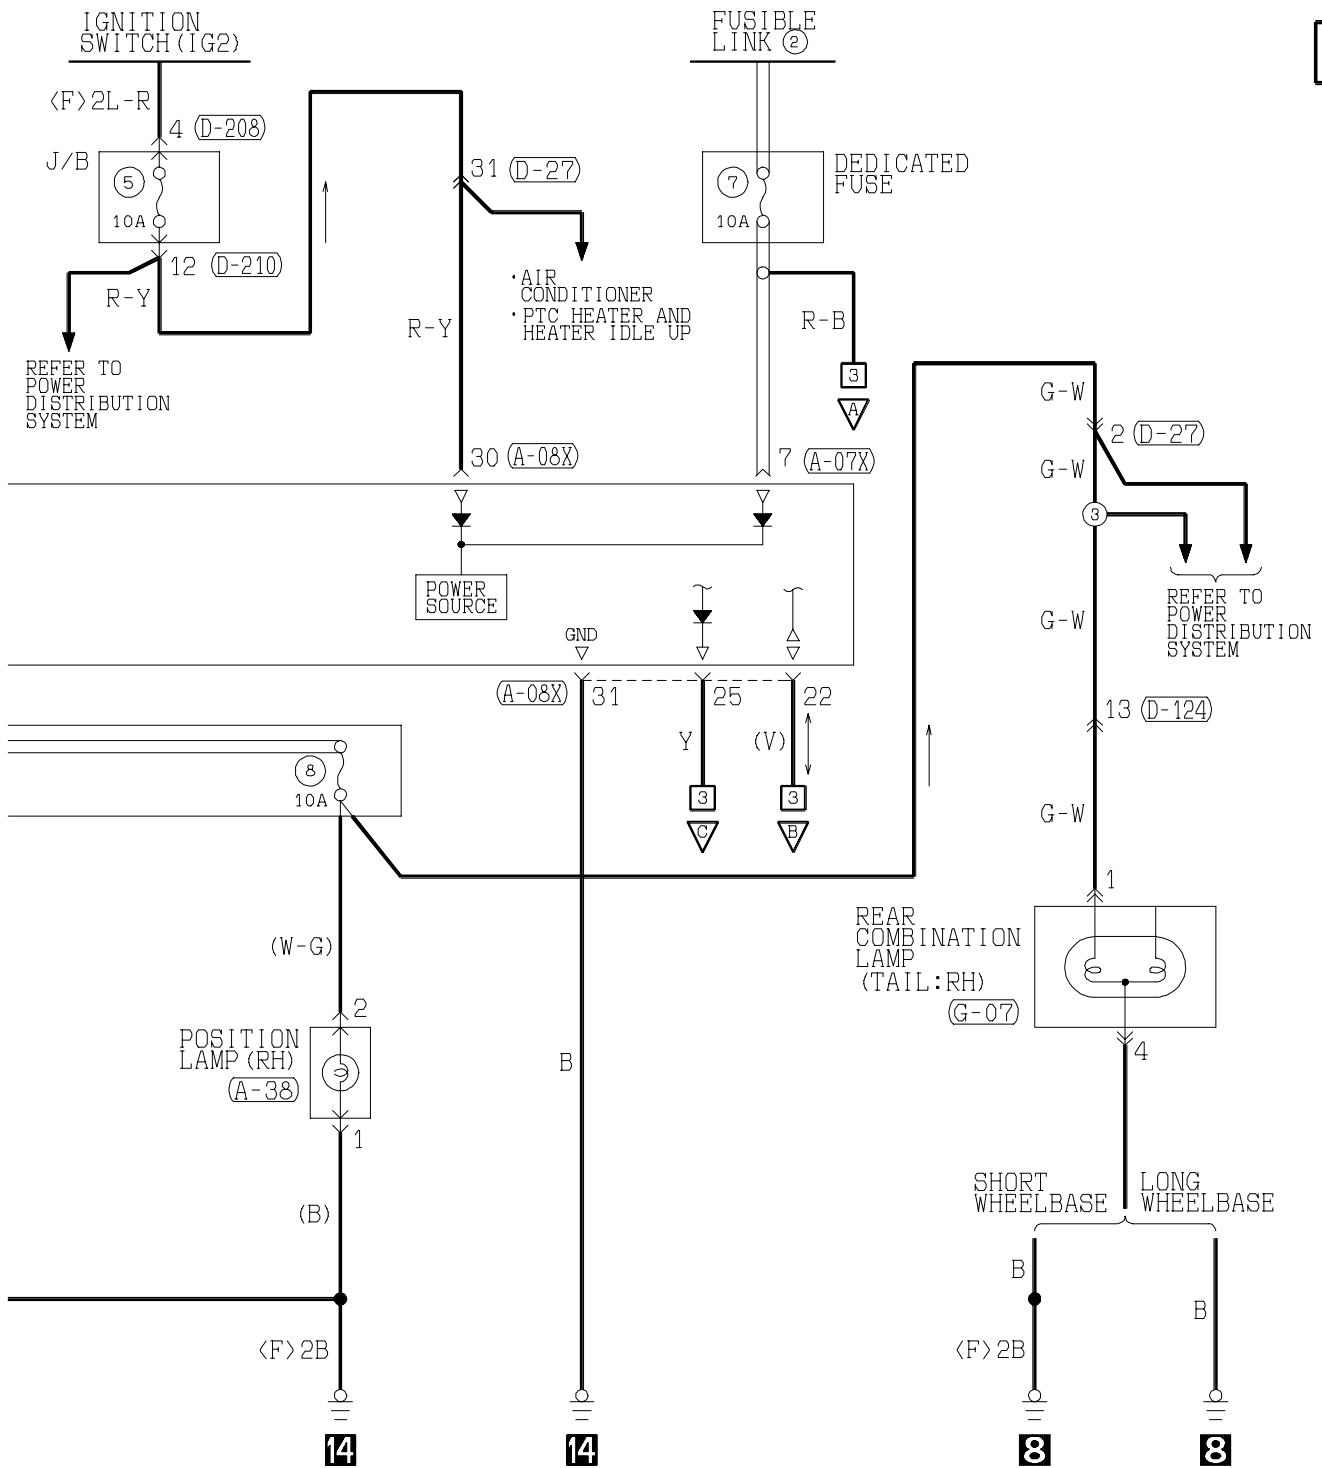 IGNITION
SWITCH(IG2)
FUSIBLE
LINK ②
<F>2L-R
4 (D-208)
J/B
5
10A
31 (D-27)
7
10A
DEDICATED
FUSE
12 (D-210)
R-Y
・AIR
CONDITIONER
・PTC HEATER AND
HEATER IDLE UP
R-Y
R-B
REFER TO
POWER
DISTRIBUTION
SYSTEM
3
A
G-W
2 (D-27)
30 (A-08X)
7 (A-07X)
G-W
3
POWER
SOURCE
REFER TO
POWER
DISTRIBUTION
SYSTEM
G-W
GND
(A-08X) 31
25
22
13 (D-124)
Y
(V)
8
10A
3
3
C
B
G-W
1
REAR
COMBINATION
LAMP
(TAIL:RH)
(G-07)
(W-G)
2
POSITION
LAMP(RH)
(A-38)
B
4
1
SHORT
WHEELBASE
LONG
WHEELBASE
(B)
B
B
<F>2B
<F>2B
14
14
8
8